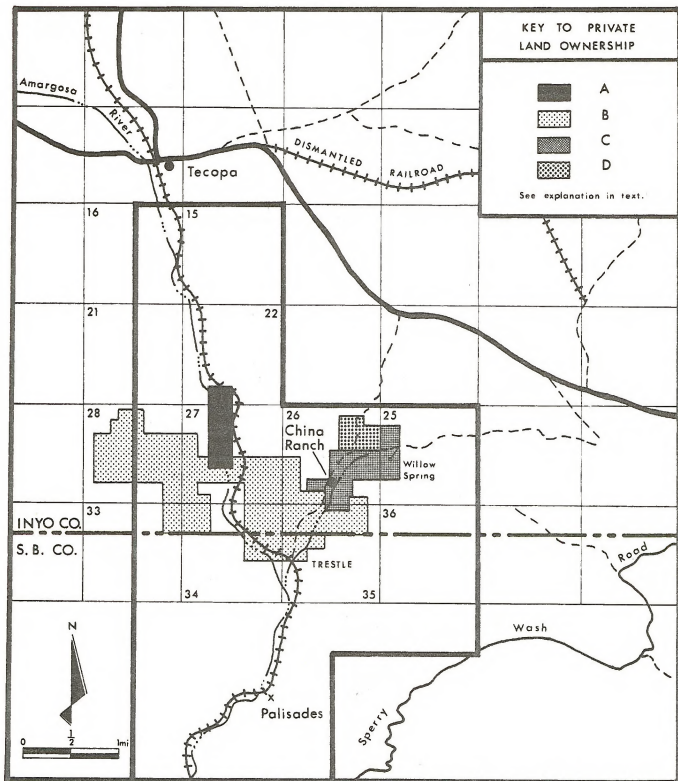 KEY TO PRIVATE
LAND OWNERSHIP
A
B
C
D
See explanation in text.
Amargosa
River
Tecopa
DISMANTLED RAILROAD
16
15
21
22
28
27
26
25
China
Ranch
Willow
Spring
33
36
INYO CO.
S. B. CO.
TRESTLE
34
35
Road
Wash
Sperry
N
Palisades
0
1/2
1mi